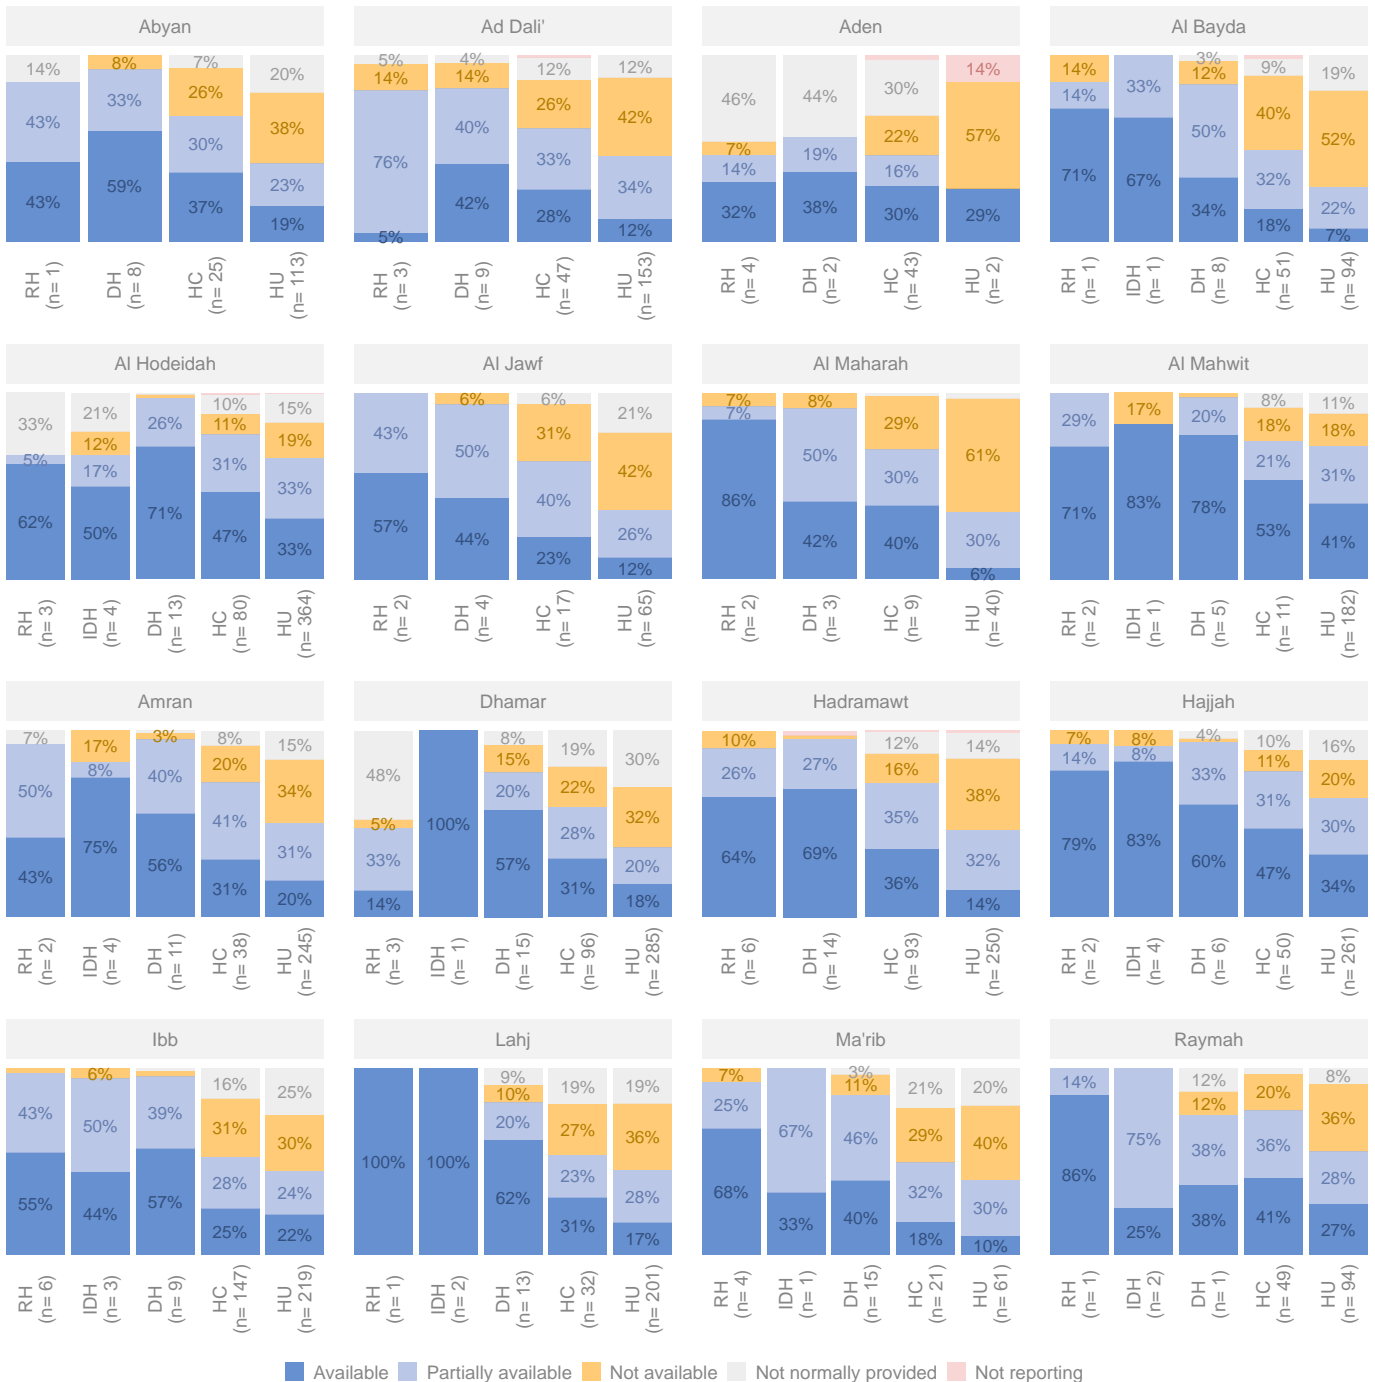 Abyan
14%
43%
43%
8%
33%
59%
7%
26%
30%
37%
20%
38%
23%
19%
RH (n= 1)
DH (n= 8)
HC (n= 25)
HU (n= 113)
Ad Dali'
5%
14%
76%
5%
4%
14%
40%
42%
12%
26%
33%
28%
12%
42%
34%
12%
RH (n= 3)
DH (n= 9)
HC (n= 47)
HU (n= 153)
Aden
46%
7%
14%
32%
44%
19%
38%
30%
22%
16%
30%
14%
57%
29%
RH (n= 4)
DH (n= 2)
HC (n= 43)
HU (n= 2)
Al Bayda
14%
14%
71%
33%
67%
3%
12%
50%
34%
9%
40%
32%
18%
19%
52%
22%
7%
RH (n= 1)
IDH (n= 1)
DH (n= 8)
HC (n= 51)
HU (n= 94)
Al Hodeidah
33%
5%
62%
21%
12%
17%
50%
26%
71%
10%
11%
31%
47%
15%
19%
33%
33%
RH (n= 3)
IDH (n= 4)
DH (n= 13)
HC (n= 80)
HU (n= 364)
Al Jawf
43%
57%
6%
50%
44%
6%
31%
40%
23%
21%
42%
26%
12%
RH (n= 2)
DH (n= 4)
HC (n= 17)
HU (n= 65)
Al Maharah
7%
7%
86%
8%
50%
42%
29%
30%
40%
61%
30%
6%
RH (n= 2)
DH (n= 3)
HC (n= 9)
HU (n= 40)
Al Mahwit
29%
71%
17%
83%
20%
78%
8%
18%
21%
53%
11%
18%
31%
41%
RH (n= 2)
IDH (n= 1)
DH (n= 5)
HC (n= 11)
HU (n= 182)
Amran
7%
50%
43%
17%
8%
75%
3%
40%
56%
8%
20%
41%
31%
15%
34%
31%
20%
RH (n= 2)
IDH (n= 4)
DH (n= 11)
HC (n= 38)
HU (n= 245)
Dhamar
48%
5%
33%
14%
100%
8%
15%
20%
57%
19%
22%
28%
31%
30%
32%
20%
18%
RH (n= 3)
IDH (n= 1)
DH (n= 15)
HC (n= 96)
HU (n= 285)
Hadramawt
10%
26%
64%
27%
69%
12%
16%
35%
36%
14%
38%
32%
14%
RH (n= 6)
DH (n= 14)
HC (n= 93)
HU (n= 250)
Hajjah
7%
14%
79%
8%
8%
83%
4%
33%
60%
10%
11%
31%
47%
16%
20%
30%
34%
RH (n= 2)
IDH (n= 4)
DH (n= 6)
HC (n= 50)
HU (n= 261)
Ibb
43%
55%
6%
50%
44%
39%
57%
16%
31%
28%
25%
25%
30%
24%
22%
RH (n= 6)
IDH (n= 3)
DH (n= 9)
HC (n= 147)
HU (n= 219)
Lahj
100%
100%
9%
10%
20%
62%
19%
27%
23%
31%
19%
36%
28%
17%
RH (n= 1)
IDH (n= 2)
DH (n= 13)
HC (n= 32)
HU (n= 201)
Ma'rib
7%
25%
68%
67%
33%
3%
11%
46%
40%
21%
29%
32%
18%
20%
40%
30%
10%
RH (n= 4)
IDH (n= 1)
DH (n= 15)
HC (n= 21)
HU (n= 61)
Raymah
14%
86%
75%
25%
12%
12%
38%
38%
20%
36%
41%
8%
36%
28%
27%
RH (n= 1)
IDH (n= 2)
DH (n= 1)
HC (n= 49)
HU (n= 94)
Available Partially available Not available Not normally provided Not reporting